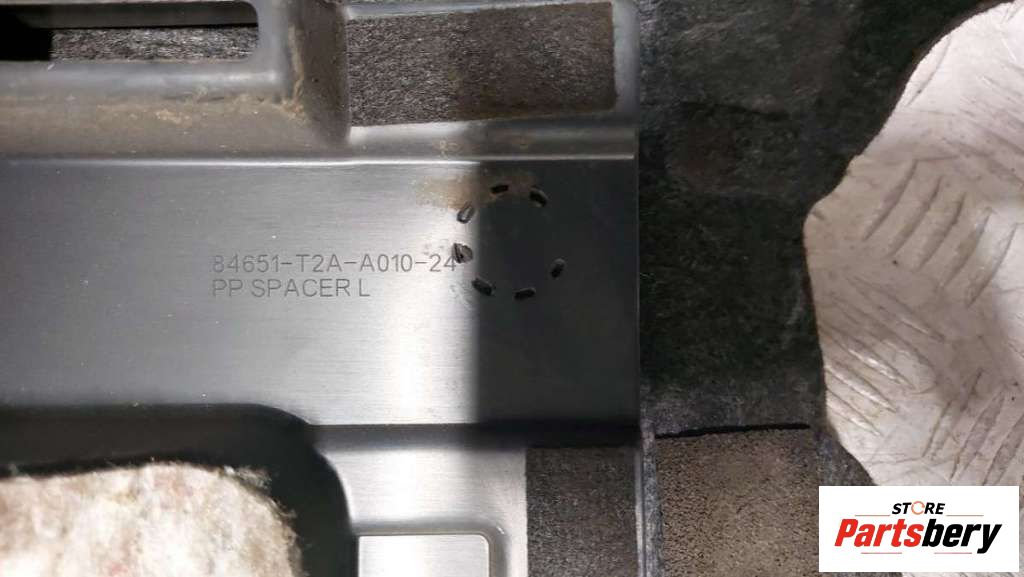 84651-T2A-A010-24
PP SPACER L
STORE
Partsbery